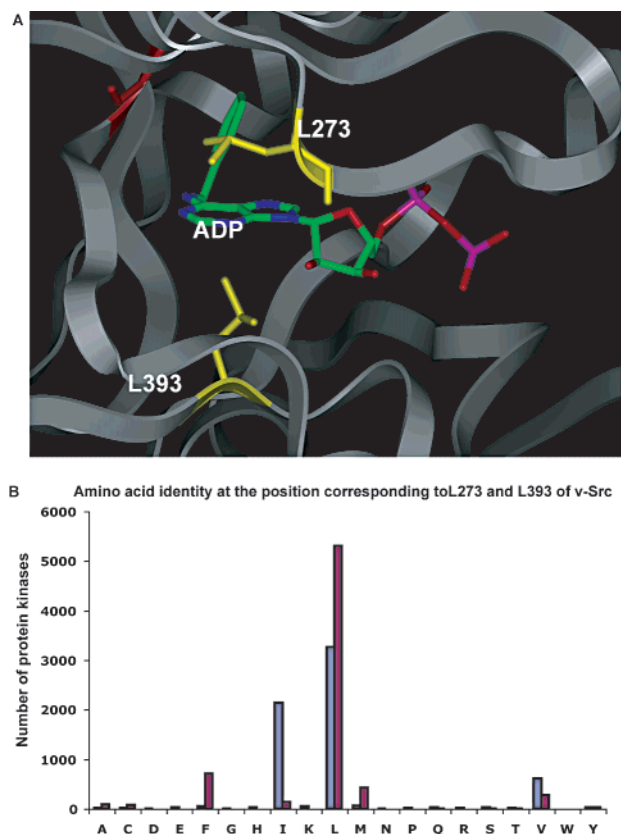 A
L273
ADP
L393
B Amino acid identity at the position corresponding toL273 and L393 of v-Src
Number of protein kinases
6000
5000
4000
3000
2000
1000
0
A C D E F G H I K L M N P Q R S T V W Y